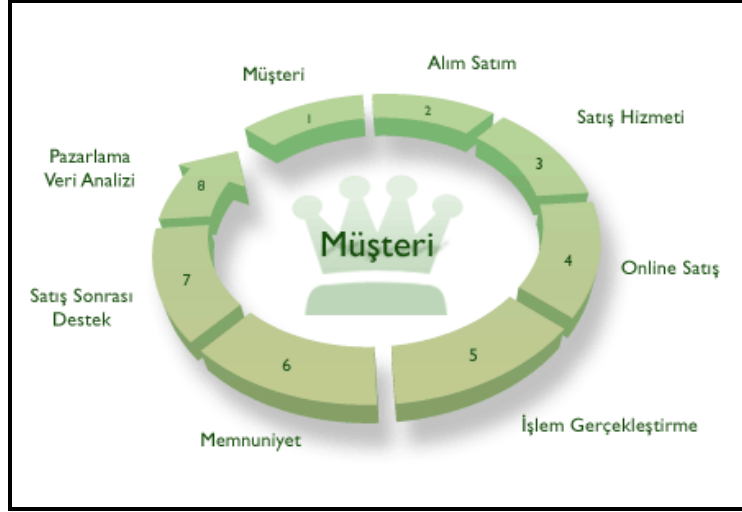 Müşteri
1
Alım Satım
2
Satış Hizmeti
3
Online Satış
4
İşlem Gerçekleştirme
5
Memnuniyet
6
Satış Sonrası
Destek
7
Pazarlama
Veri Analizi
8
Müşteri